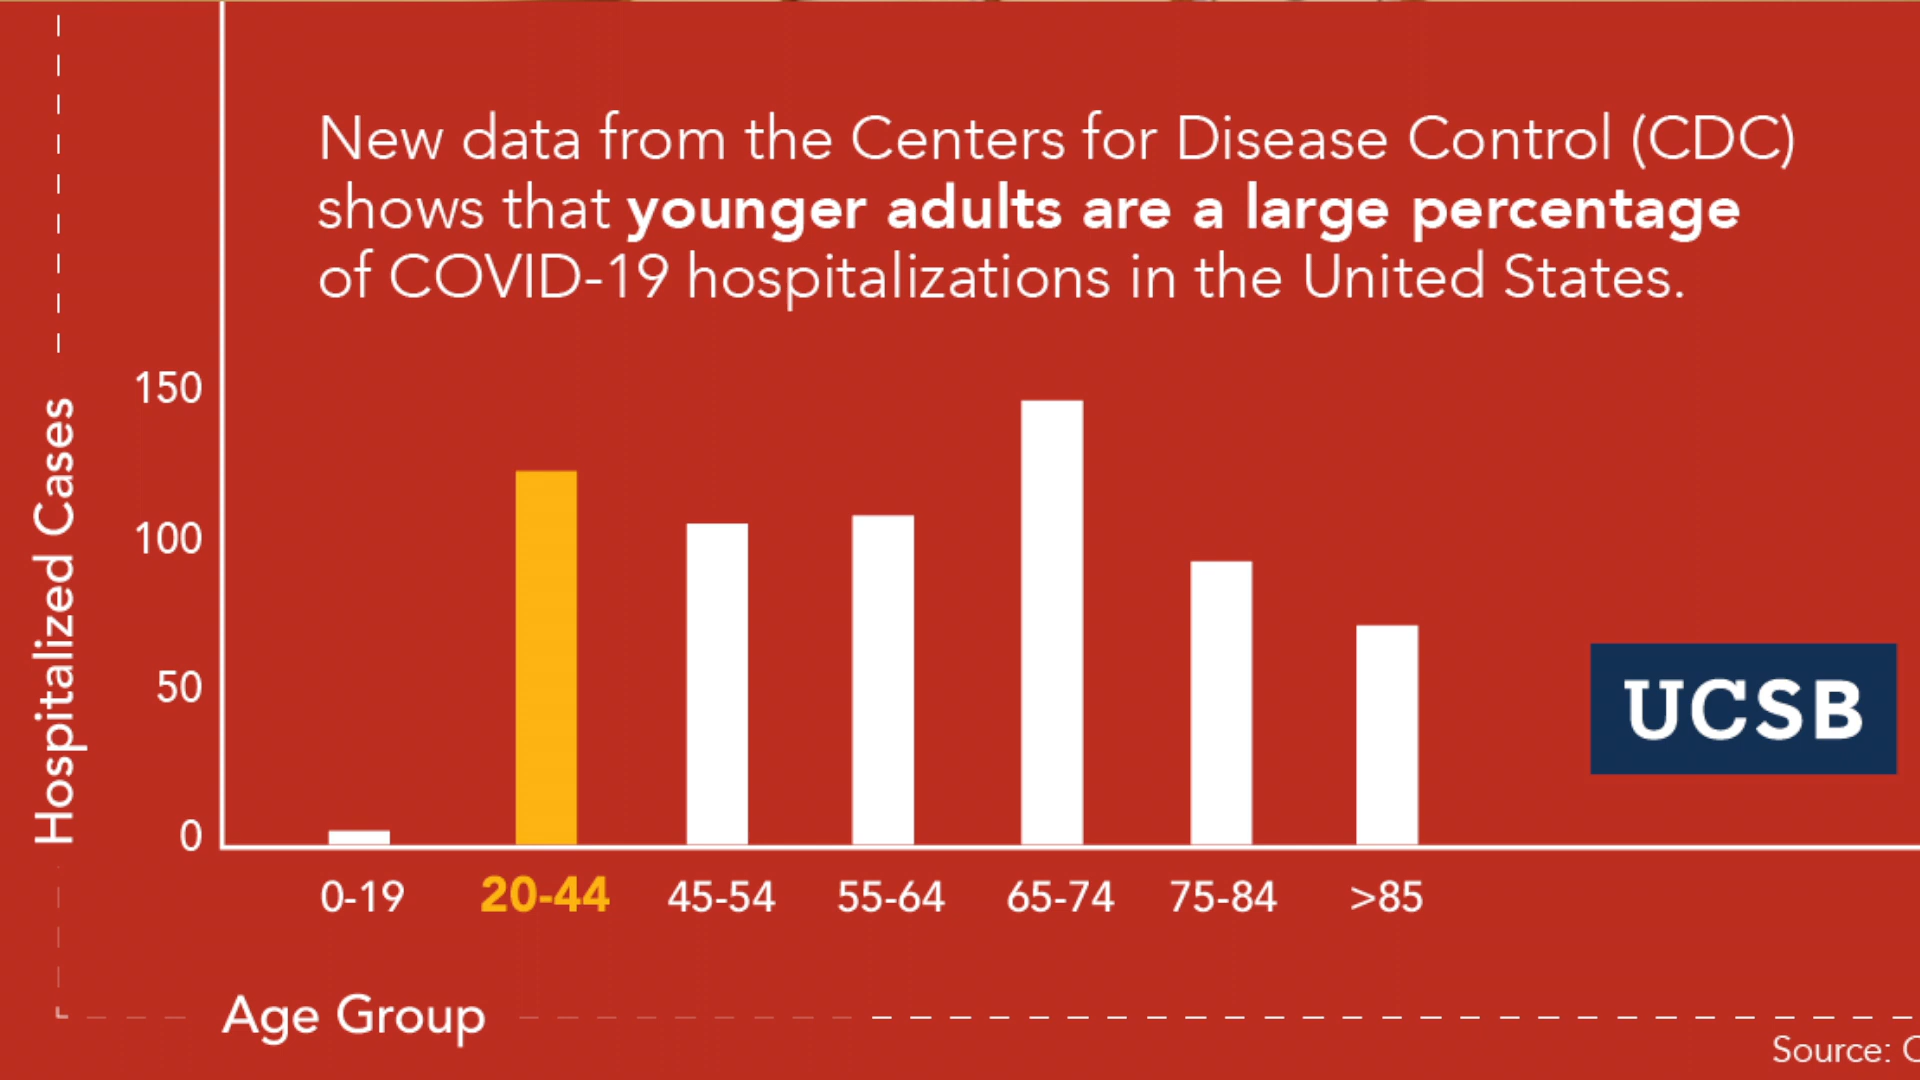 New data from the Centers for Disease Control (CDC)
shows that younger adults are a large percentage
of COVID-19 hospitalizations in the United States.
Hospitalized Cases
150
100
50
0
0-19 20-44 45-54 55-64 65-74 75-84 >85
UCSB
Age Group
Source: